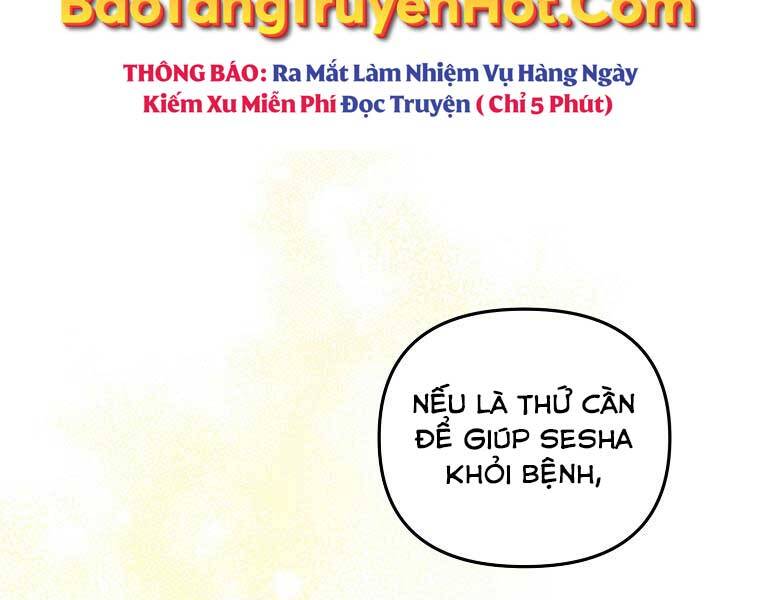 BaoTangTruyenHot.Com
THÔNG BÁO: Ra Mắt Làm Nhiệm Vụ Hàng Ngày
Kiếm Xu Miễn Phí Đọc Truyện ( Chỉ 5 Phút)
NẾU LÀ THỨ CẦN
ĐỂ GIÚP SESHA
KHỎI BỆNH,